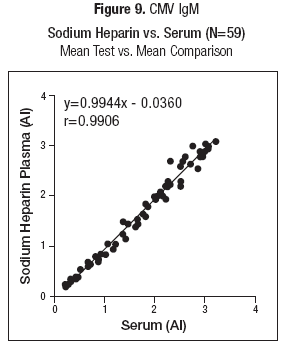 Figure 9. CMV IgM
Sodium Heparin vs. Serum (N=59)
Mean Test vs. Mean Comparison
y=0.9944x - 0.0360
r=0.9906
Sodium Heparin Plasma (AI)
4
3
2
1
0
0 1 2 3 4
Serum (AI)